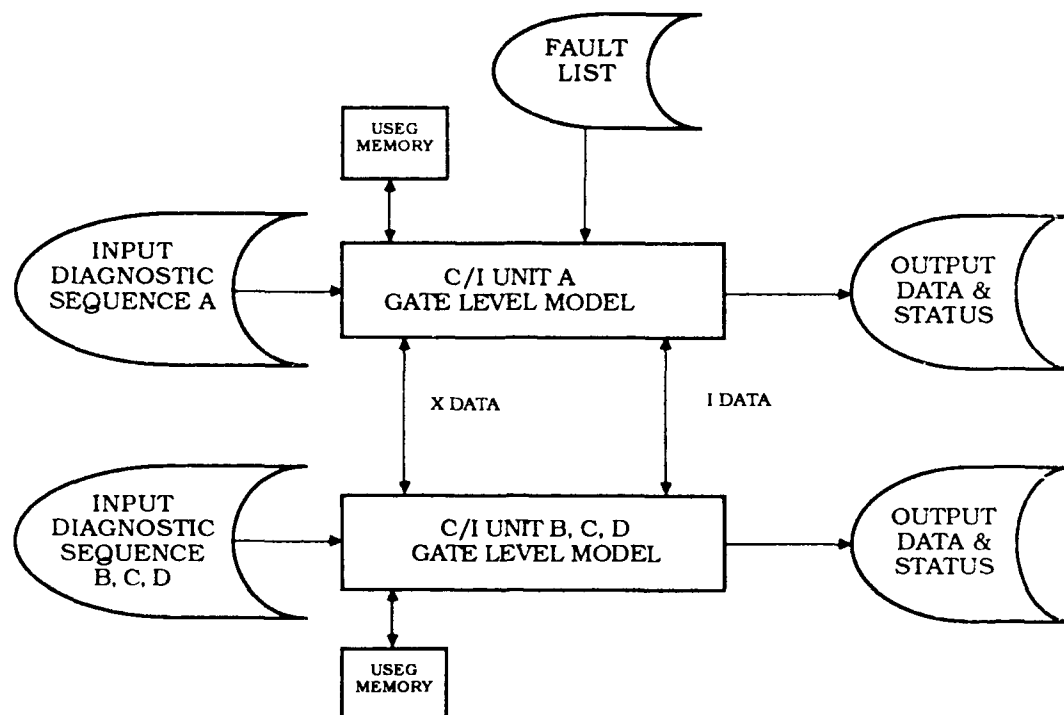 FAULT
LIST
USEG
MEMORY
INPUT
DIAGNOSTIC
SEQUENCE A
C/I UNIT A
GATE LEVEL MODEL
OUTPUT
DATA &
STATUS
X DATA
I DATA
INPUT
DIAGNOSTIC
SEQUENCE
B, C, D
C/I UNIT B, C, D
GATE LEVEL MODEL
OUTPUT
DATA &
STATUS
USEG
MEMORY